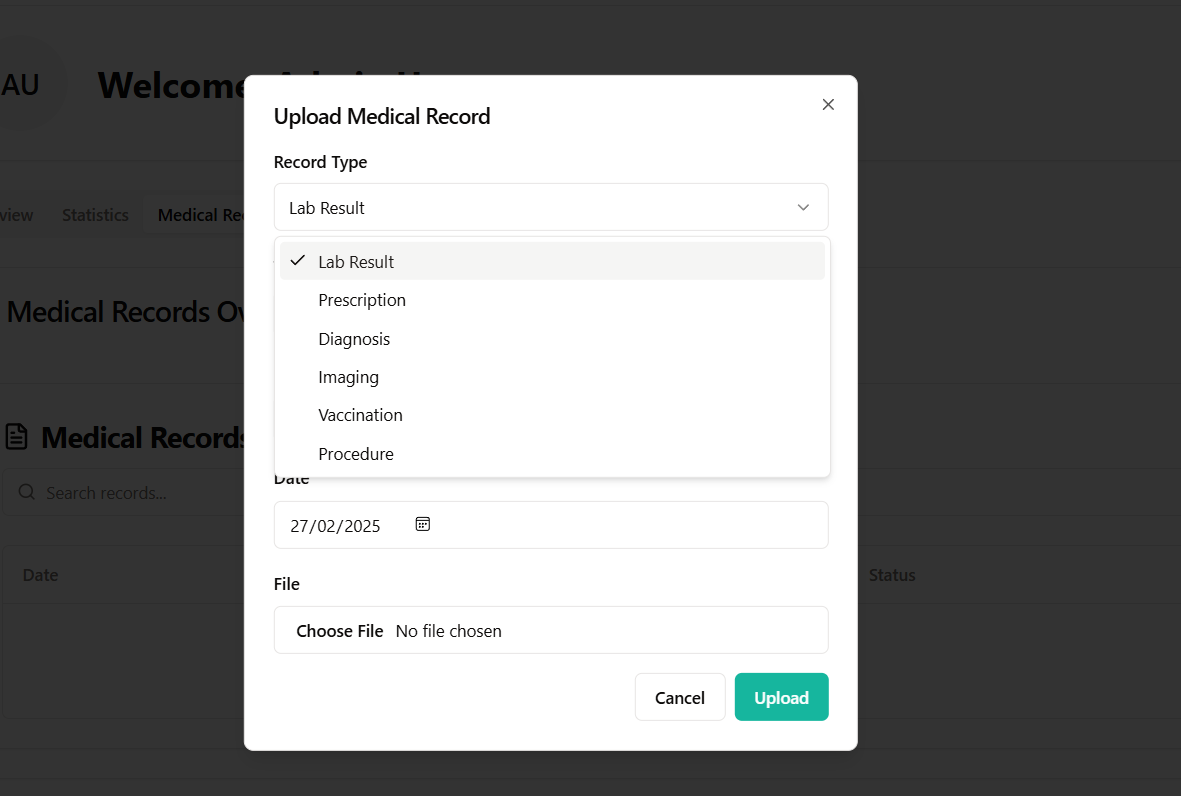 AU
Welcome
Upload Medical Record
Record Type
Lab Result
view Statistics Medical Rec
Lab Result
Prescription
Medical Records Ov
Diagnosis
Imaging
Vaccination
Medical Records
Procedure
Date
Search records...
27/02/2025
Date
Status
File
Choose File No file chosen
Cancel Upload